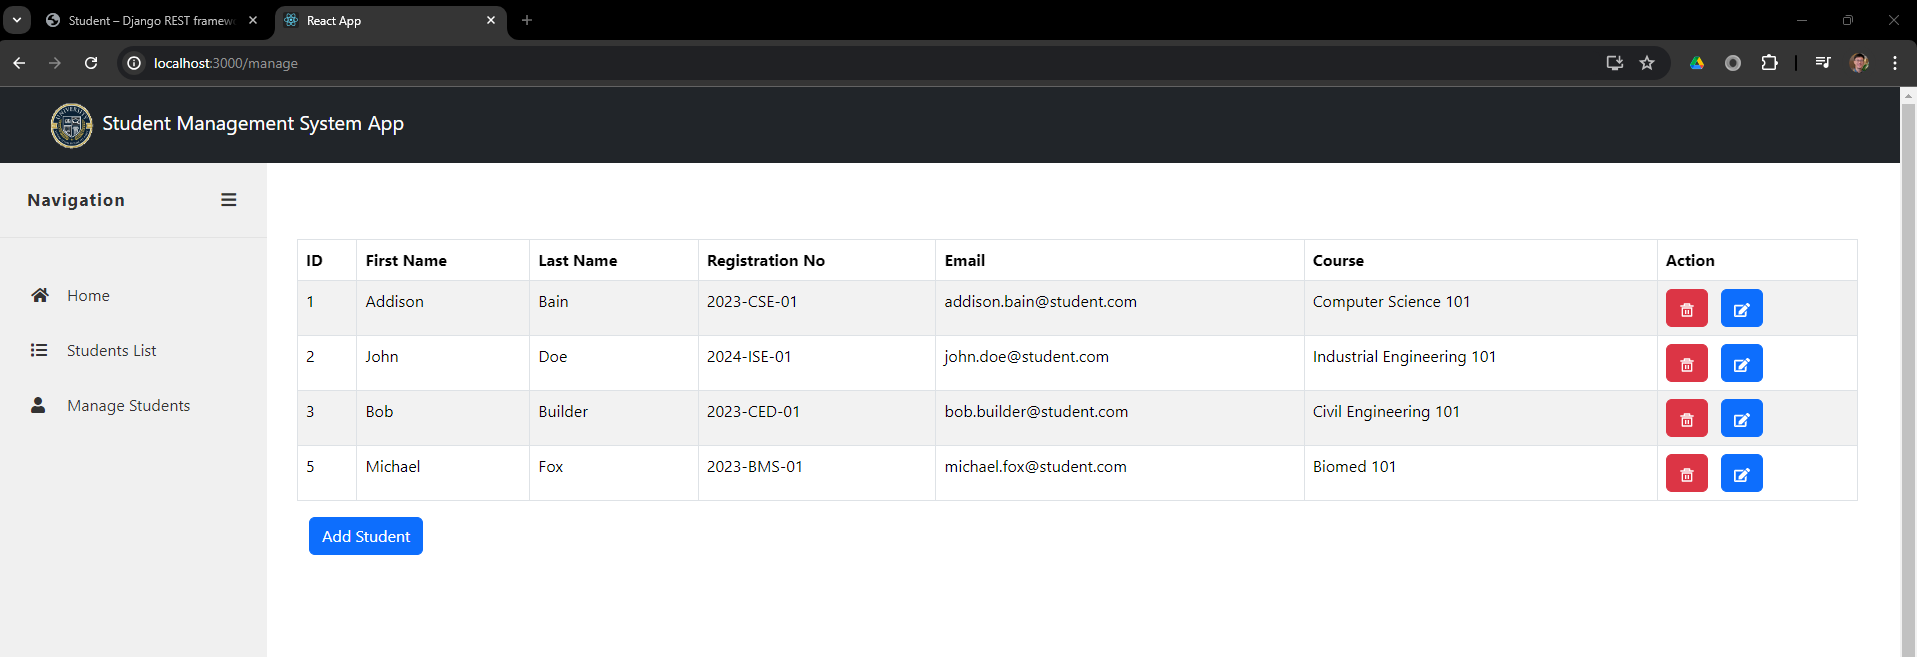 Student – Django REST framew
React App
localhost:3000/manage
UNIVERSITY
Student Management System App
Navigation
Home
Students List
Manage Students
ID First Name Last Name Registration No Email Course Action
1 Addison Bain 2023-CSE-01 addison.bain@student.com Computer Science 101
2 John Doe 2024-ISE-01 john.doe@student.com Industrial Engineering 101
3 Bob Builder 2023-CED-01 bob.builder@student.com Civil Engineering 101
5 Michael Fox 2023-BMS-01 michael.fox@student.com Biomed 101
Add Student